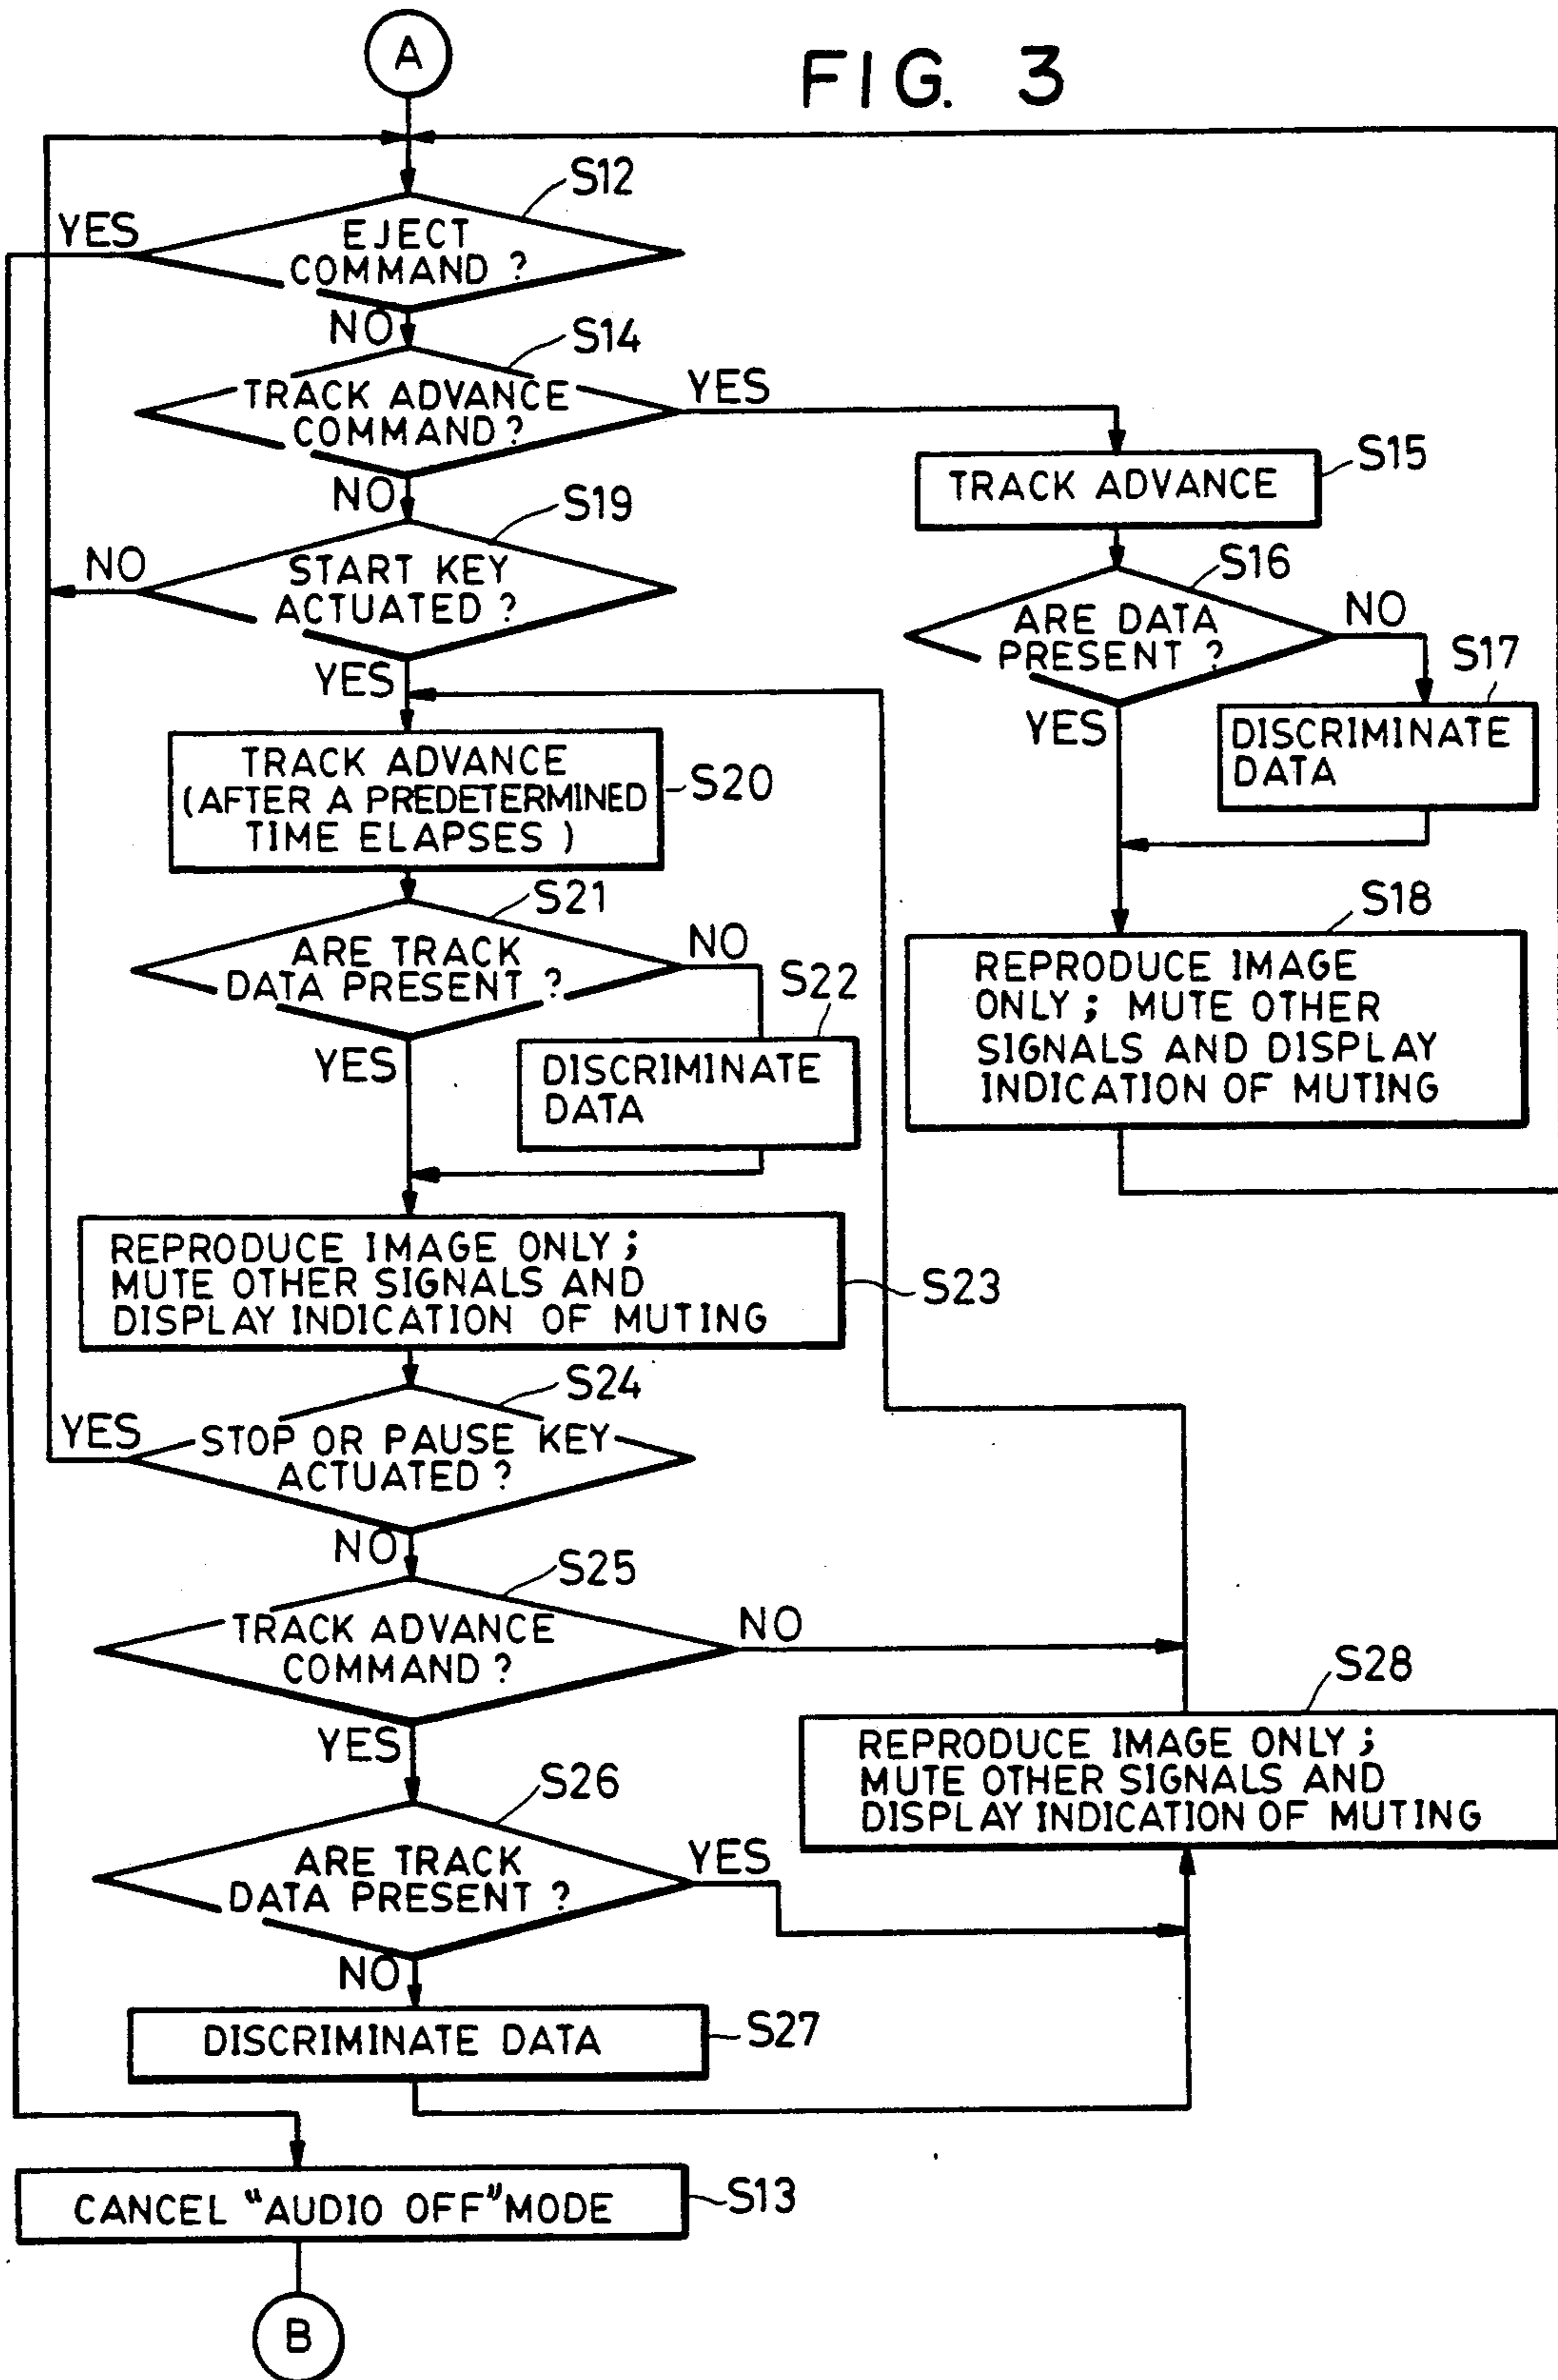 A
FIG. 3
S12
YES
EJECT
COMMAND ?
NO
S14
TRACK ADVANCE
COMMAND?
YES
S15
TRACK ADVANCE
NO
S19
START KEY
ACTUATED ?
NO
YES
S16
ARE DATA
PRESENT ?
NO
YES
S17
DISCRIMINATE
DATA
TRACK ADVANCE
(AFTER A PREDETERMINED
TIME ELAPSES )
S20
S21
ARE TRACK
DATA PRESENT ?
NO
YES
S22
DISCRIMINATE
DATA
S18
REPRODUCE IMAGE
ONLY ; MUTE OTHER
SIGNALS AND DISPLAY
INDICATION OF MUTING
REPRODUCE IMAGE ONLY ;
MUTE OTHER SIGNALS AND
DISPLAY INDICATION OF MUTING
S23
S24
YES
STOP OR PAUSE KEY
ACTUATED ?
NO
S25
TRACK ADVANCE
COMMAND ?
NO
YES
S28
REPRODUCE IMAGE ONLY ;
MUTE OTHER SIGNALS AND
DISPLAY INDICATION OF MUTING
S26
ARE TRACK
DATA PRESENT ?
YES
NO
DISCRIMINATE DATA
S27
CANCEL "AUDIO OFF" MODE
S13
B